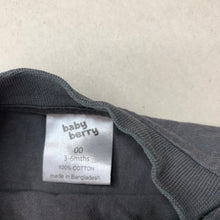 baby
berry
00
3-6mths
100% COTTON
made in Bangladesh